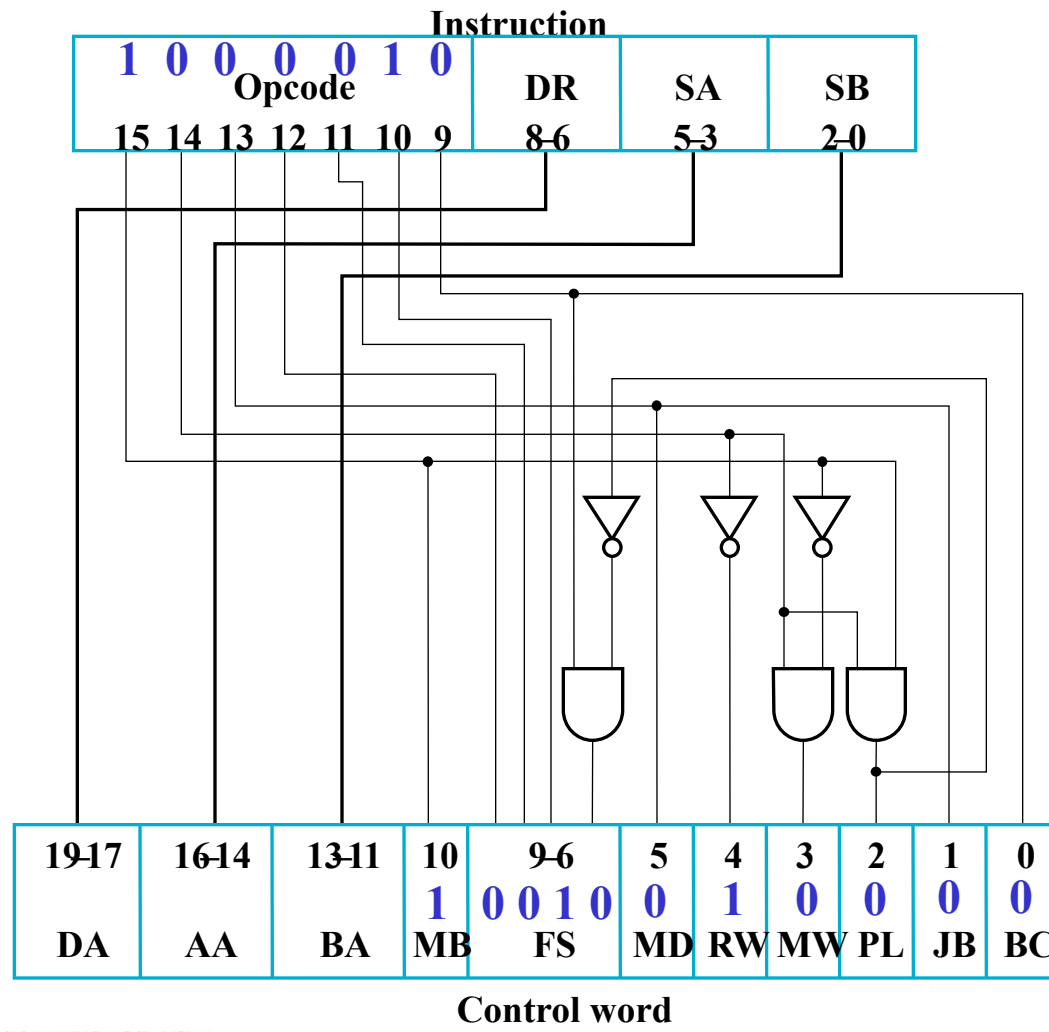 Instruction
1 0 0 0 0 1 0
Opcode DR SA SB
15 14 13 12 11 10 9 8-6 5-3 2-0
19-17 16-14 13-11 10 9-6 5 4 3 2 1 0
1 0 0 1 0 0 1 0 0 0 0
DA AA BA MB FS MD RW MW PL JB BC
Control word